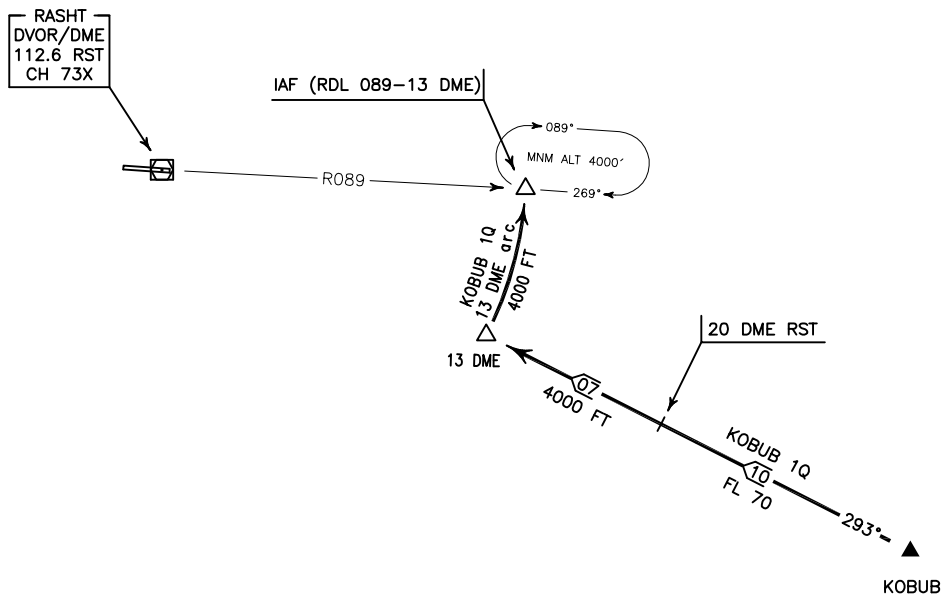 RASHT
DVOR/DME
112.6 RST
CH 73X
IAF (RDL 089-13 DME)
089°
MNM ALT 4000'
269°
R089
KOBUB 1Q
13 DME arc
4000 FT
13 DME
20 DME RST
07
4000 FT
KOBUB 1Q
10
FL 70
293°
KOBUB